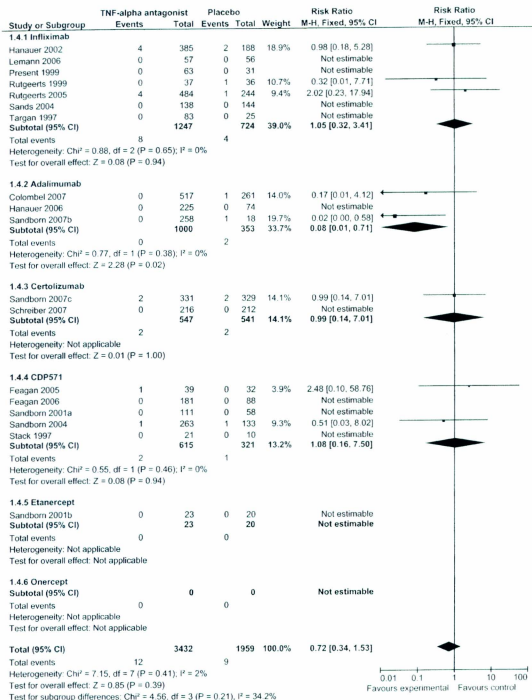 TNF-alpha antagonist Placebo Risk Ratio Risk Ratio
Study or Subgroup Events Total Events Total Weight M-H, Fixed, 95% CI M-H, Fixed, 95% CI
1.4.1 Infliximab
Hanauer 2002 4 385 2 188 18.9% 0.98 [0.18, 5.28]
Lemann 2006 0 57 0 56 Not estimable
Present 1999 0 63 0 31 Not estimable
Rutgeerts 1999 0 37 1 36 10.7% 0.32 [0.01, 7.71]
Rutgeerts 2005 4 484 1 244 9.4% 2.02 [0.23, 17.94]
Sands 2004 0 138 0 144 Not estimable
Targan 1997 0 83 0 25 Not estimable
Subtotal (95% CI) 1247 724 39.0% 1.05 [0.32, 3.41]
Total events 8 4
Heterogeneity: Chi² = 0.88, df = 2 (P = 0.65); I² = 0%
Test for overall effect: Z = 0.08 (P = 0.94)
1.4.2 Adalimumab
Colombel 2007 0 517 1 261 14.0% 0.17 [0.01, 4.12]
Hanauer 2006 0 225 0 74 Not estimable
Sandborn 2007b 0 258 1 18 19.7% 0.02 [0.00, 0.58]
Subtotal (95% CI) 1000 353 33.7% 0.08 [0.01, 0.71]
Total events 0 2
Heterogeneity: Chi² = 0.77, df = 1 (P = 0.38); I² = 0%
Test for overall effect: Z = 2.28 (P = 0.02)
1.4.3 Certolizumab
Sandborn 2007c 2 331 2 329 14.1% 0.99 [0.14, 7.01]
Schreiber 2007 0 216 0 212 Not estimable
Subtotal (95% CI) 547 541 14.1% 0.99 [0.14, 7.01]
Total events 2 2
Heterogeneity: Not applicable
Test for overall effect: Z = 0.01 (P = 1.00)
1.4.4 CDP571
Feagan 2005 1 39 0 32 3.9% 2.48 [0.10, 58.76]
Feagan 2006 0 181 0 88 Not estimable
Sandborn 2001a 0 111 0 58 Not estimable
Sandborn 2004 1 263 1 133 9.3% 0.51 [0.03, 8.02]
Stack 1997 0 21 0 10 Not estimable
Subtotal (95% CI) 615 321 13.2% 1.08 [0.16, 7.50]
Total events 2 1
Heterogeneity: Chi² = 0.55, df = 1 (P = 0.46); I² = 0%
Test for overall effect: Z = 0.08 (P = 0.94)
1.4.5 Etanercept
Sandborn 2001b 0 23 0 20 Not estimable
Subtotal (95% CI) 23 20 Not estimable
Total events 0 0
Heterogeneity: Not applicable
Test for overall effect: Not applicable
1.4.6 Onercept
Subtotal (95% CI) 0 0 Not estimable
Total events 0 0
Heterogeneity: Not applicable
Test for overall effect: Not applicable
Total (95% CI) 3432 1959 100.0% 0.72 [0.34, 1.53]
Total events 12 9
Heterogeneity: Chi² = 7.15, df = 7 (P = 0.41); I² = 2%
Test for overall effect: Z = 0.85 (P = 0.39)
Test for subgroup differences: Chi² = 4.56, df = 3 (P = 0.21), I² = 34.2%
0.01 0.1 1 10 100
Favours experimental Favours control